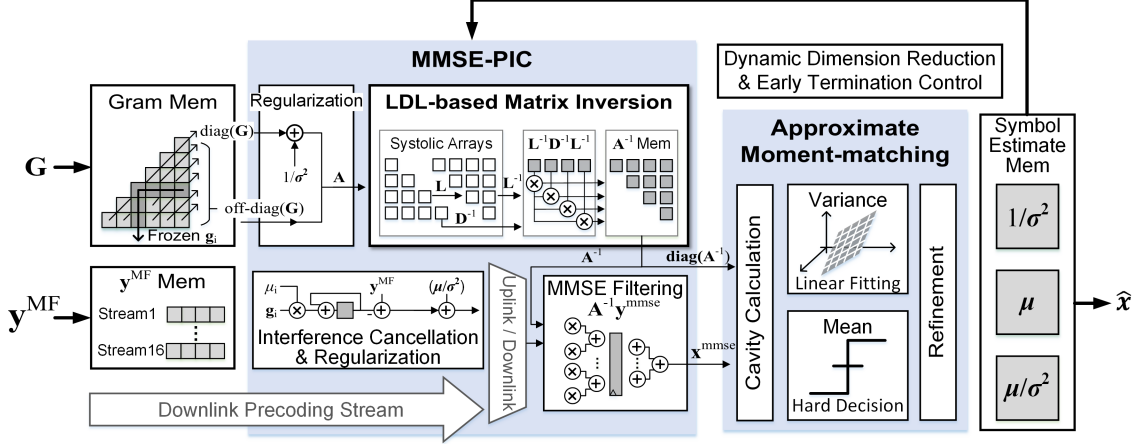 MMSE-PIC
Dynamic Dimension Reduction
& Early Termination Control
Gram Mem
G
diag(G)
off-diag(G)
Frozen gᵢ
Regularization
1/σ²
A
LDL-based Matrix Inversion
Systolic Arrays
L
D⁻¹
L⁻¹
L⁻¹D⁻¹L⁻¹
A⁻¹ Mem
A⁻¹
diag(A⁻¹)
yᴹᶠ
yᴹᶠ Mem
Stream1
Stream16
μᵢ
gᵢ
yᴹᶠ
-
(μ/σ²)
Interference Cancellation
& Regularization
Uplink / Downlink
MMSE Filtering
A⁻¹yᵐᵐˢᵉ
xᵐᵐˢᵉ
Downlink Precoding Stream
Approximate
Moment-matching
Cavity Calculation
Variance
Linear Fitting
Mean
Hard Decision
Refinement
Symbol
Estimate
Mem
1/σ²
μ
μ/σ²
x̂